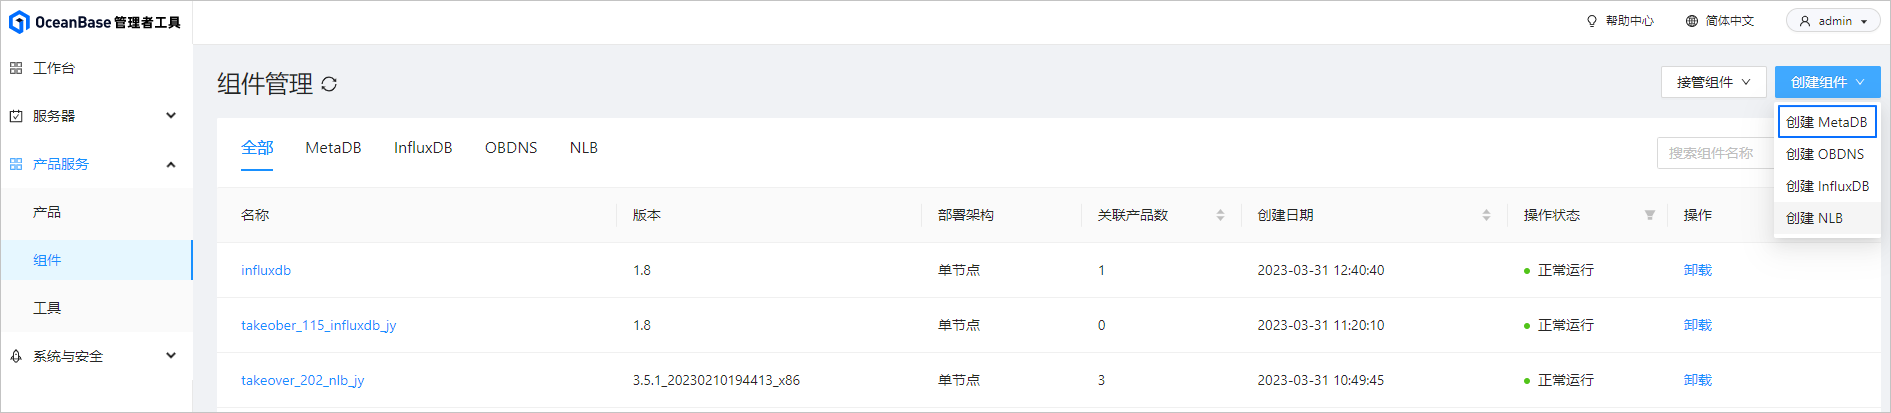 OceanBase 管理者工具
帮助中心 简体中文 admin
工作台
服务器
产品服务
产品
组件
工具
系统与安全
组件管理
接管组件 创建组件
创建 MetaDB
创建 OBDNS
创建 InfluxDB
创建 NLB
全部 MetaDB InfluxDB OBDNS NLB
搜索组件名称
名称 版本 部署架构 关联产品数 创建日期 操作状态 操作
influxdb 1.8 单节点 1 2023-03-31 12:40:40 正常运行 卸载
takeober_115_influxdb_jy 1.8 单节点 0 2023-03-31 11:20:10 正常运行 卸载
takeover_202_nlb_jy 3.5.1_20230210194413_x86 单节点 3 2023-03-31 10:49:45 正常运行 卸载